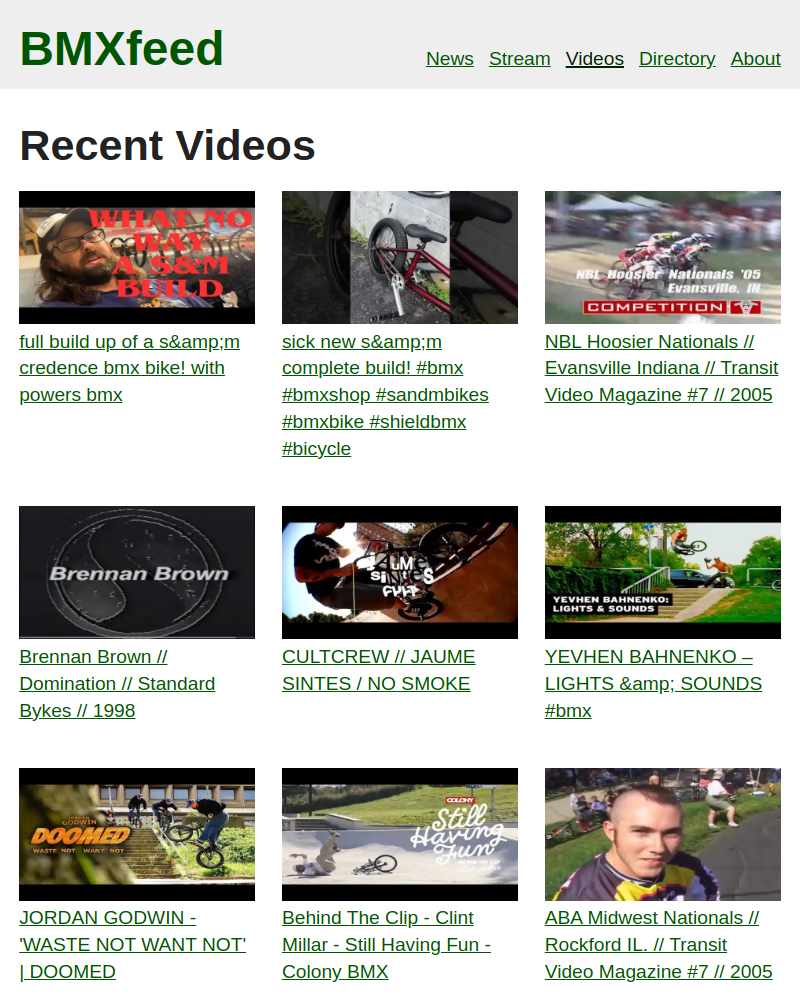 BMXfeed
News Stream Videos Directory About
Recent Videos
WHAT NO
WAY
A S&M
BUILD
full build up of a s&amp;m
credence bmx bike! with
powers bmx
sick new s&amp;m
complete build! #bmx
#bmxshop #sandmbikes
#bmxbike #shieldbmx
#bicycle
NBL Hoosier Nationals '05
Evansville, IN
COMPETITION
NBL Hoosier Nationals //
Evansville Indiana // Transit
Video Magazine #7 // 2005
Brennan Brown
Brennan Brown //
Domination // Standard
Bykes // 1998
JAUME
SINTES
CULT
CULTCREW // JAUME
SINTES / NO SMOKE
YEVHEN BAHNENKO:
LIGHTS & SOUNDS
YEVHEN BAHNENKO –
LIGHTS &amp; SOUNDS
#bmx
JORDAN
GODWIN
DOOMED
WASTE NOT WANT NOT
JORDAN GODWIN -
'WASTE NOT WANT NOT'
| DOOMED
COLONY
Still
Having
Fun
Behind The Clip - Clint
Millar - Still Having Fun -
Colony BMX
ABA Midwest Nationals //
Rockford IL. // Transit
Video Magazine #7 // 2005